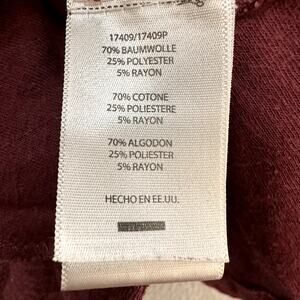 17409/17409P
70% BAUMWOLLE
25% POLYESTER
5% RAYON
70% COTONE
25% POLIESTERE
5% RAYON
70% ALGODON
25% POLIESTER
5% RAYON
HECHO EN EE.UU.